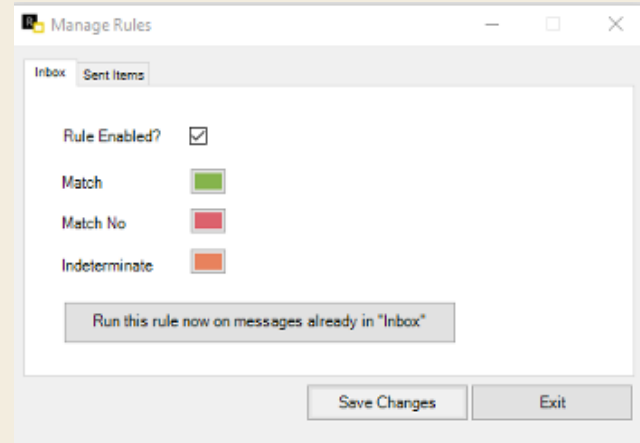 Manage Rules
Inbox Sent Items
Rule Enabled?
Match
Match No
Indeterminate
Run this rule now on messages already in "Inbox"
Save Changes Exit